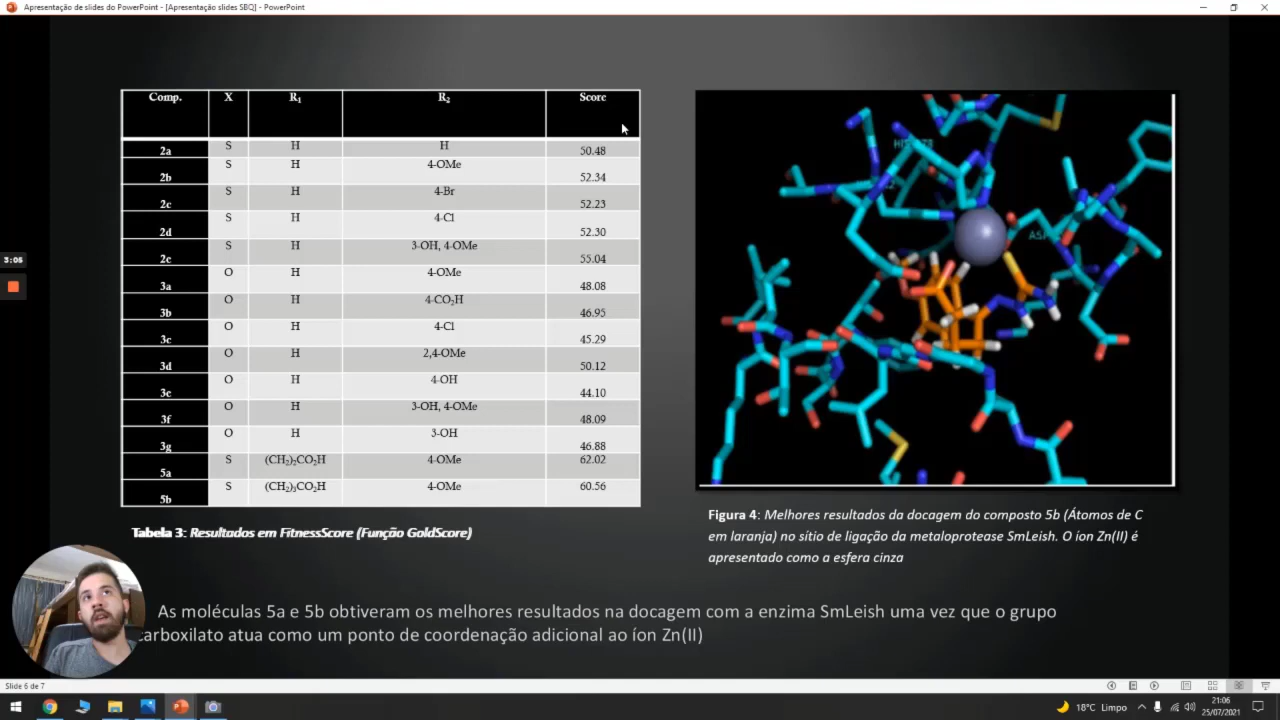 Apresentação de slides do PowerPoint - [Apresentação slides SBQ] - PowerPoint
Comp. X R₁ R₂ Score
2a S H H 50.48
2b S H 4-OMe 52.34
2c S H 4-Br 52.23
2d S H 4-Cl 52.30
2e S H 3-OH, 4-OMe 55.04
3a O H 4-OMe 48.08
3b O H 4-CO₂H 46.95
3c O H 4-Cl 45.29
3d O H 2,4-OMe 50.12
3e O H 4-OH 44.10
3f O H 3-OH, 4-OMe 48.09
3g O H 3-OH 46.88
5a S (CH₂)₂CO₂H 4-OMe 62.02
5b S (CH₂)₃CO₂H 4-OMe 60.56
Tabela 3: Resultados em FitnessScore (Função GoldScore)
ASP
Figura 4: Melhores resultados da docagem do composto 5b (Átomos de C
em laranja) no sítio de ligação da metaloprotease SmLeish. O íon Zn(II) é
apresentado como a esfera cinza
As moléculas 5a e 5b obtiveram os melhores resultados na docagem com a enzima SmLeish uma vez que o grupo
carboxilato atua como um ponto de coordenação adicional ao íon Zn(II)
3:05
Slide 6 de 7
18°C Limpo
21:06
25/07/2021